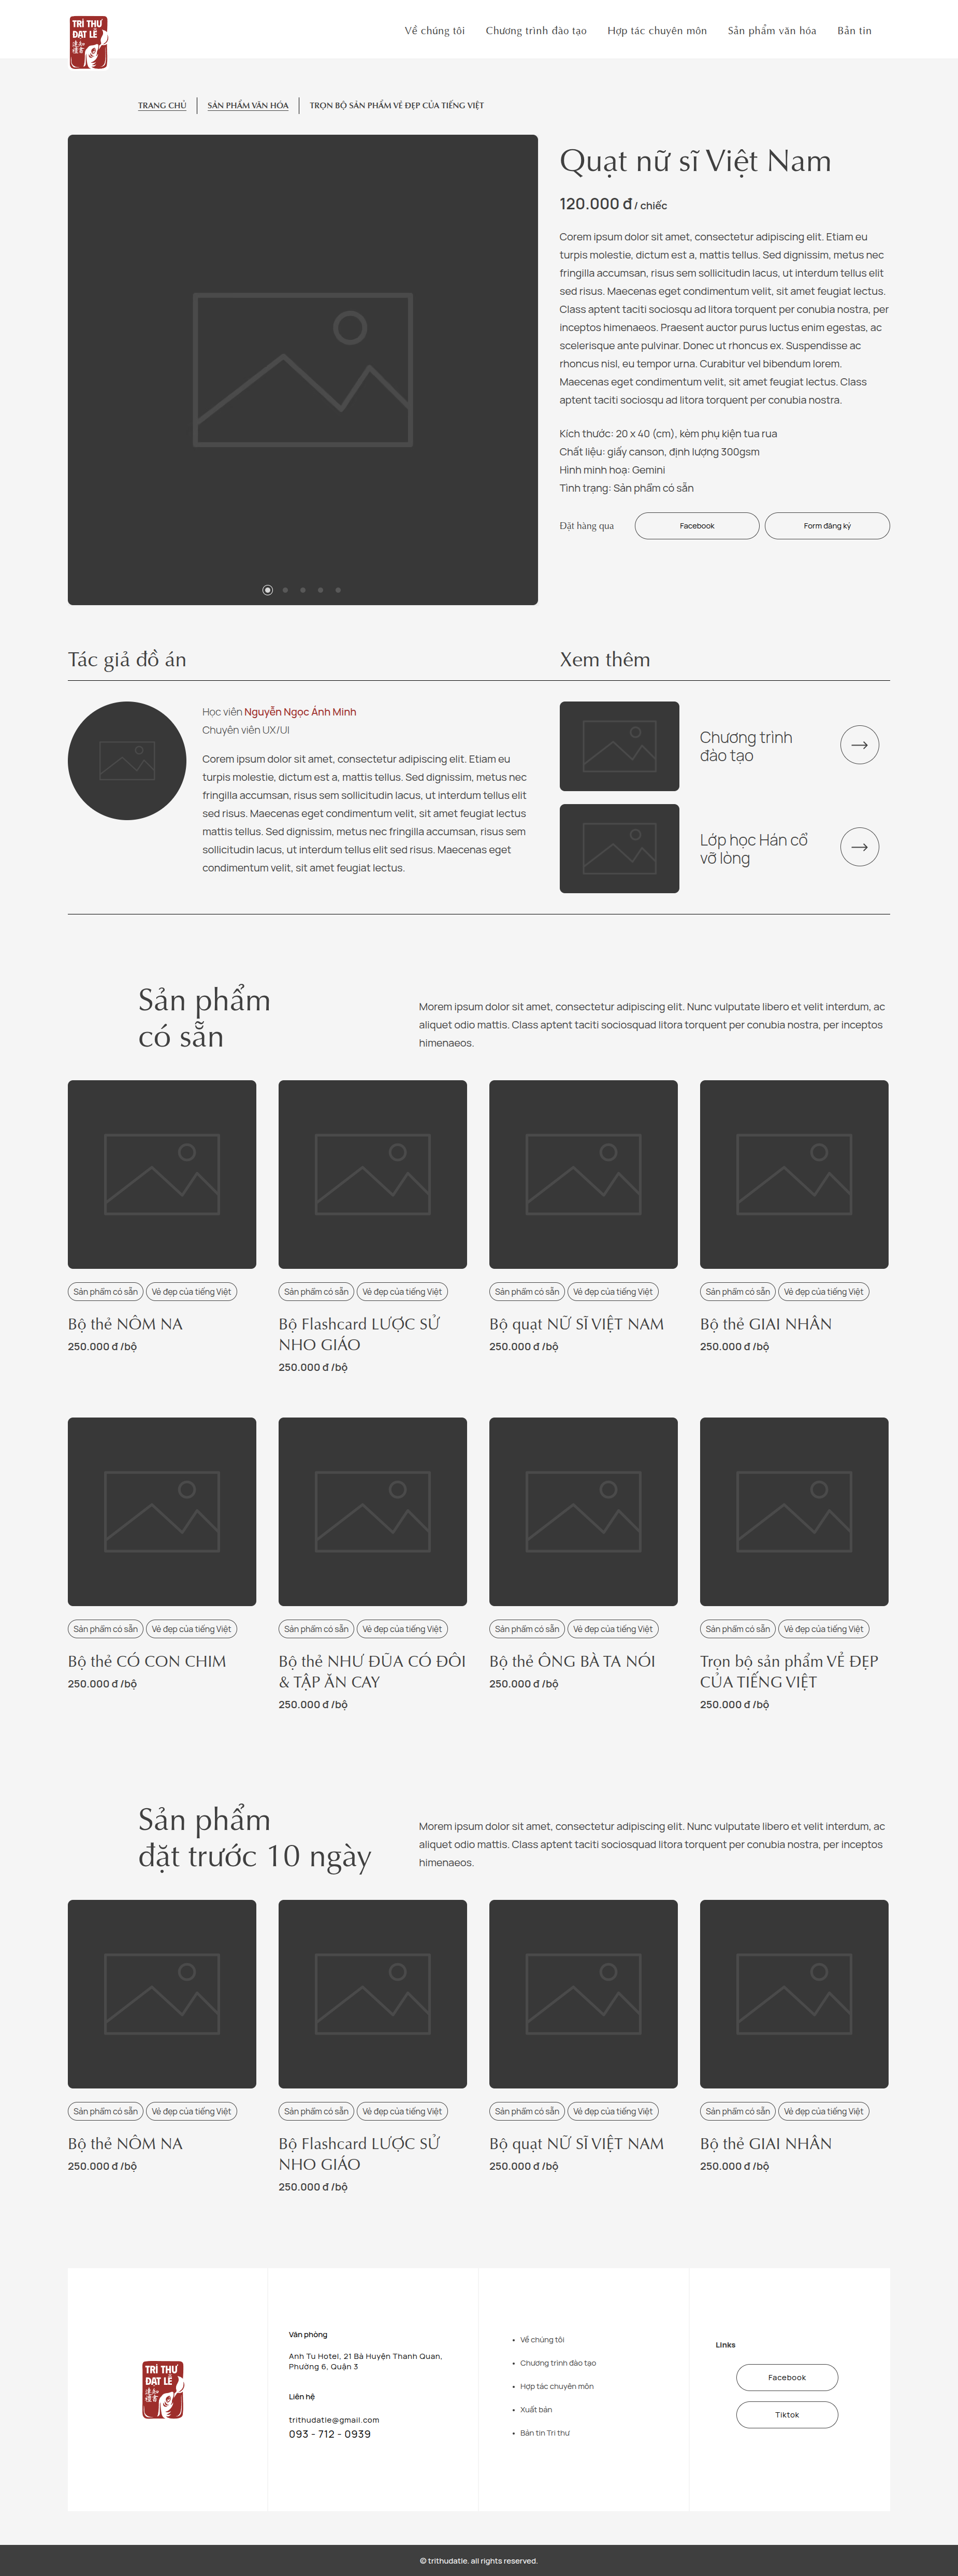 TRI THƯ
ĐẠT LỄ
Về chúng tôi
Chương trình đào tạo
Hợp tác chuyên môn
Sản phẩm văn hóa
Bản tin
TRANG CHỦ
SẢN PHẨM VĂN HÓA
TRỌN BỘ SẢN PHẨM VẺ ĐẸP CỦA TIẾNG VIỆT
Quạt nữ sĩ Việt Nam
120.000 đ / chiếc
Corem ipsum dolor sit amet, consectetur adipiscing elit. Etiam eu
turpis molestie, dictum est a, mattis tellus. Sed dignissim, metus nec
fringilla accumsan, risus sem sollicitudin lacus, ut interdum tellus elit
sed risus. Maecenas eget condimentum velit, sit amet feugiat lectus.
Class aptent taciti sociosqu ad litora torquent per conubia nostra, per
inceptos himenaeos. Praesent auctor purus luctus enim egestas, ac
scelerisque ante pulvinar. Donec ut rhoncus ex. Suspendisse ac
rhoncus nisl, eu tempor urna. Curabitur vel bibendum lorem.
Maecenas eget condimentum velit, sit amet feugiat lectus. Class
aptent taciti sociosqu ad litora torquent per conubia nostra.
Kích thước: 20 x 40 (cm), kèm phụ kiện tua rua
Chất liệu: giấy canson, định lượng 300gsm
Hình minh hoạ: Gemini
Tình trạng: Sản phẩm có sẵn
Đặt hàng qua
Facebook
Form đăng ký
Tác giả đồ án
Học viên Nguyễn Ngọc Ánh Minh
Chuyên viên UX/UI
Corem ipsum dolor sit amet, consectetur adipiscing elit. Etiam eu
turpis molestie, dictum est a, mattis tellus. Sed dignissim, metus nec
fringilla accumsan, risus sem sollicitudin lacus, ut interdum tellus elit
sed risus. Maecenas eget condimentum velit, sit amet feugiat lectus
mattis tellus. Sed dignissim, metus nec fringilla accumsan, risus sem
sollicitudin lacus, ut interdum tellus elit sed risus. Maecenas eget
condimentum velit, sit amet feugiat lectus.
Xem thêm
Chương trình
đào tạo
Lớp học Hán cổ
vỡ lòng
Sản phẩm
có sẵn
Morem ipsum dolor sit amet, consectetur adipiscing elit. Nunc vulputate libero et velit interdum, ac
aliquet odio mattis. Class aptent taciti sociosquad litora torquent per conubia nostra, per inceptos
himenaeos.
Sản phẩm có sẵn
Vẻ đẹp của tiếng Việt
Bộ thẻ NÔM NA
250.000 đ /bộ
Sản phẩm có sẵn
Vẻ đẹp của tiếng Việt
Bộ Flashcard LƯỢC SỬ
NHO GIÁO
250.000 đ /bộ
Sản phẩm có sẵn
Vẻ đẹp của tiếng Việt
Bộ quạt NỮ SĨ VIỆT NAM
250.000 đ /bộ
Sản phẩm có sẵn
Vẻ đẹp của tiếng Việt
Bộ thẻ GIAI NHÂN
250.000 đ /bộ
Sản phẩm có sẵn
Vẻ đẹp của tiếng Việt
Bộ thẻ CÓ CON CHIM
250.000 đ /bộ
Sản phẩm có sẵn
Vẻ đẹp của tiếng Việt
Bộ thẻ NHƯ ĐŨA CÓ ĐÔI
& TẬP ĂN CAY
250.000 đ /bộ
Sản phẩm có sẵn
Vẻ đẹp của tiếng Việt
Bộ thẻ ÔNG BÀ TA NÓI
250.000 đ /bộ
Sản phẩm có sẵn
Vẻ đẹp của tiếng Việt
Trọn bộ sản phẩm VẺ ĐẸP
CỦA TIẾNG VIỆT
250.000 đ /bộ
Sản phẩm
đặt trước 10 ngày
Morem ipsum dolor sit amet, consectetur adipiscing elit. Nunc vulputate libero et velit interdum, ac
aliquet odio mattis. Class aptent taciti sociosquad litora torquent per conubia nostra, per inceptos
himenaeos.
Sản phẩm có sẵn
Vẻ đẹp của tiếng Việt
Bộ thẻ NÔM NA
250.000 đ /bộ
Sản phẩm có sẵn
Vẻ đẹp của tiếng Việt
Bộ Flashcard LƯỢC SỬ
NHO GIÁO
250.000 đ /bộ
Sản phẩm có sẵn
Vẻ đẹp của tiếng Việt
Bộ quạt NỮ SĨ VIỆT NAM
250.000 đ /bộ
Sản phẩm có sẵn
Vẻ đẹp của tiếng Việt
Bộ thẻ GIAI NHÂN
250.000 đ /bộ
TRI THƯ
ĐẠT LỄ
Văn phòng
Anh Tu Hotel, 21 Bà Huyện Thanh Quan,
Phường 6, Quận 3
Liên hệ
trithudatle@gmail.com
093 - 712 - 0939
Về chúng tôi
Chương trình đào tạo
Hợp tác chuyên môn
Xuất bản
Bản tin Tri thư
Links
Facebook
Tiktok
© trithudatle. all rights reserved.